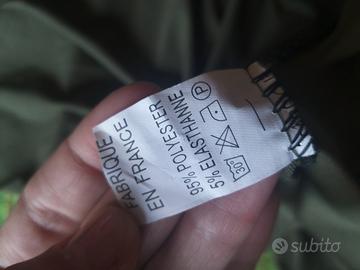 FABRIQUE
EN FRANCE
95% POLYESTER
5% ELASTHANNE
30°
P
subito